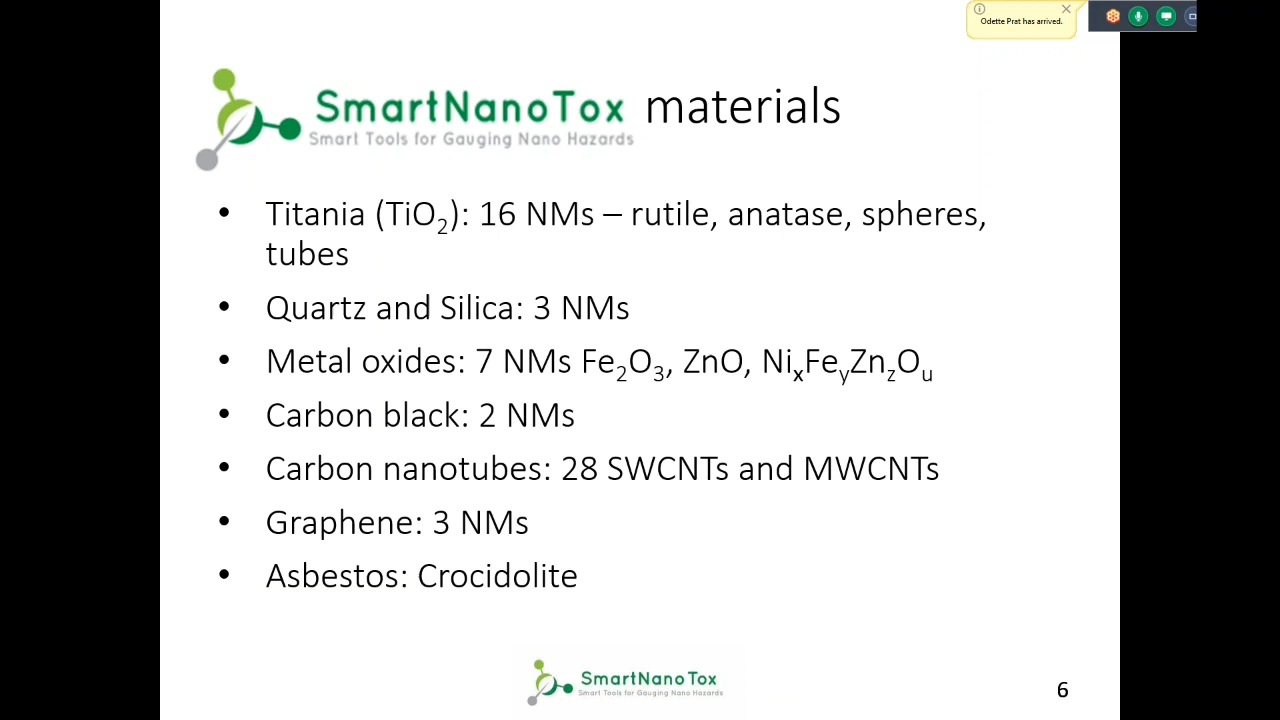 Odette Prat has arrived.
SmartNanoTox materials
Smart Tools for Gauging Nano Hazards
• Titania (TiO₂): 16 NMs – rutile, anatase, spheres,
tubes
• Quartz and Silica: 3 NMs
• Metal oxides: 7 NMs Fe₂O₃, ZnO, NiₓFeᵧZn_zOᵤ
• Carbon black: 2 NMs
• Carbon nanotubes: 28 SWCNTs and MWCNTs
• Graphene: 3 NMs
• Asbestos: Crocidolite
SmartNanoTox
Smart Tools for Gauging Nano Hazards
6